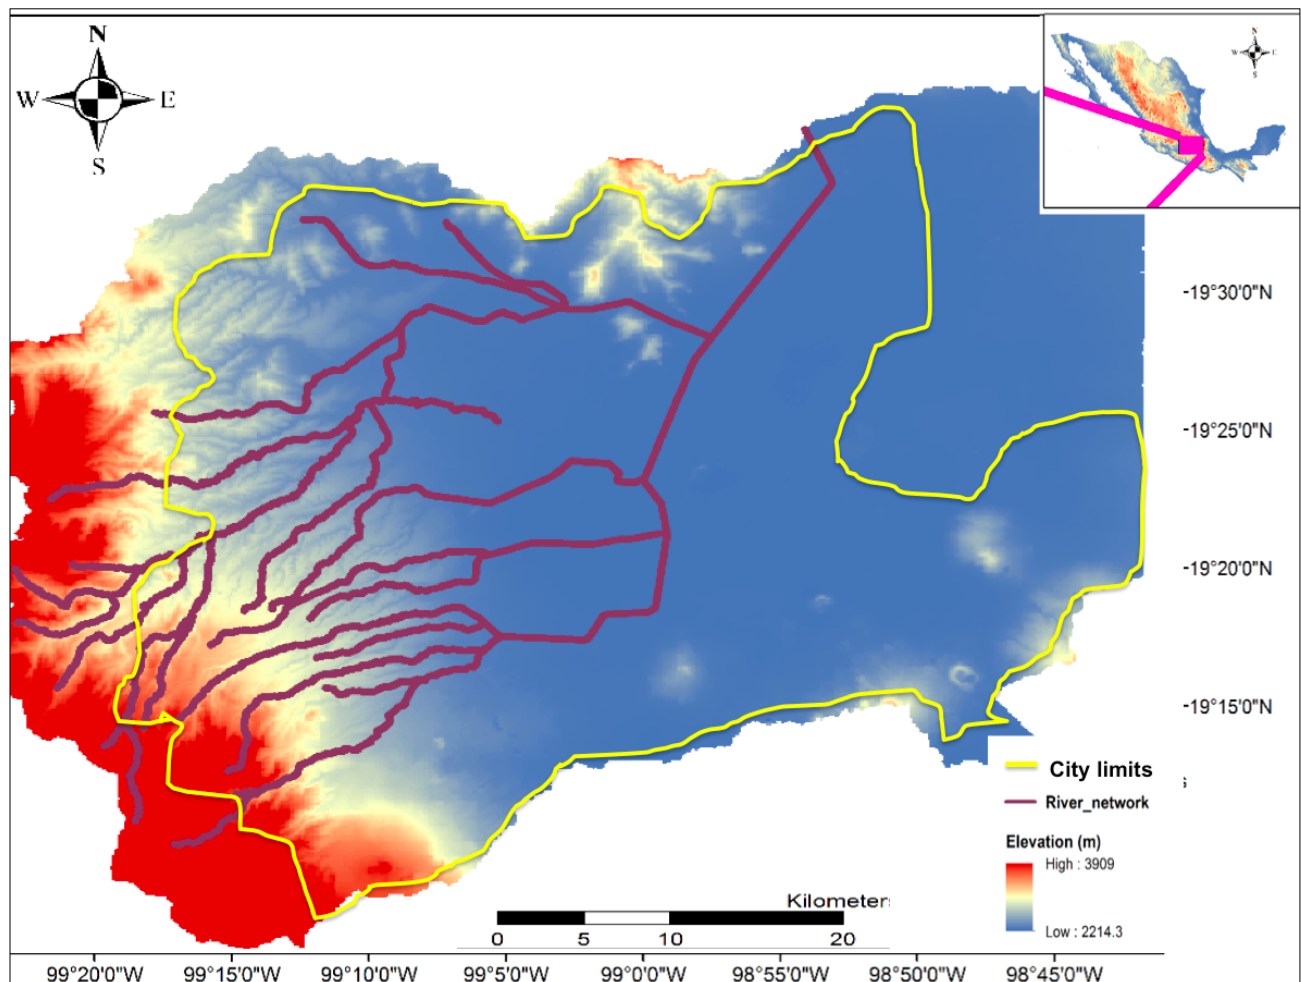 N
W E
S
N
W E
S
-19°30'0"N
-19°25'0"N
-19°20'0"N
-19°15'0"N
City limits
s
River_network
Elevation (m)
High : 3909
Low : 2214.3
Kilometer
0 5 10 20
99°20'0"W 99°15'0"W 99°10'0"W 99°5'0"W 99°0'0"W 98°55'0"W 98°50'0"W 98°45'0"W